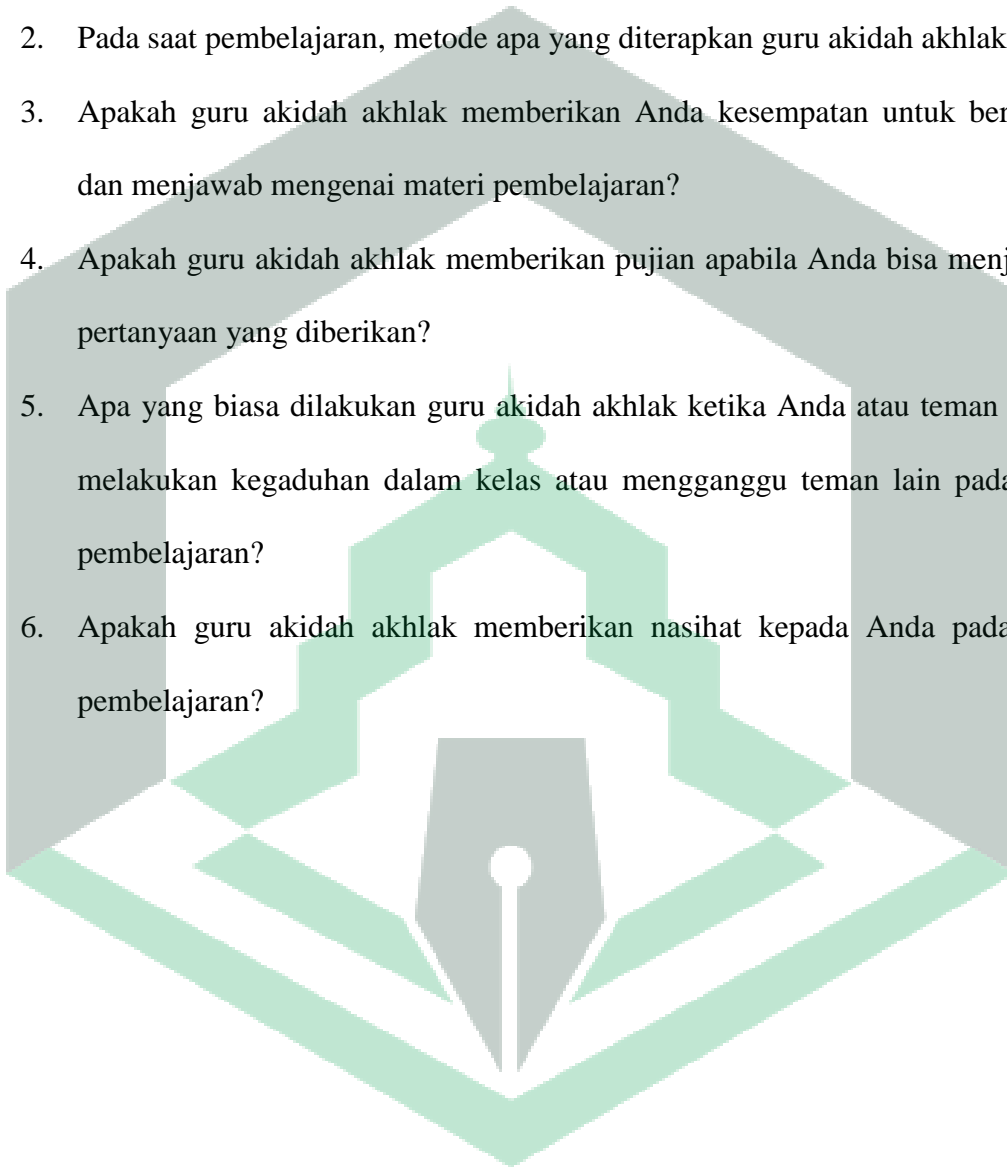 2. Pada saat pembelajaran, metode apa yang diterapkan guru akidah akhlak
3. Apakah guru akidah akhlak memberikan Anda kesempatan untuk ber
dan menjawab mengenai materi pembelajaran?
4. Apakah guru akidah akhlak memberikan pujian apabila Anda bisa menj
pertanyaan yang diberikan?
5. Apa yang biasa dilakukan guru akidah akhlak ketika Anda atau teman
melakukan kegaduhan dalam kelas atau mengganggu teman lain pada
pembelajaran?
6. Apakah guru akidah akhlak memberikan nasihat kepada Anda pada
pembelajaran?